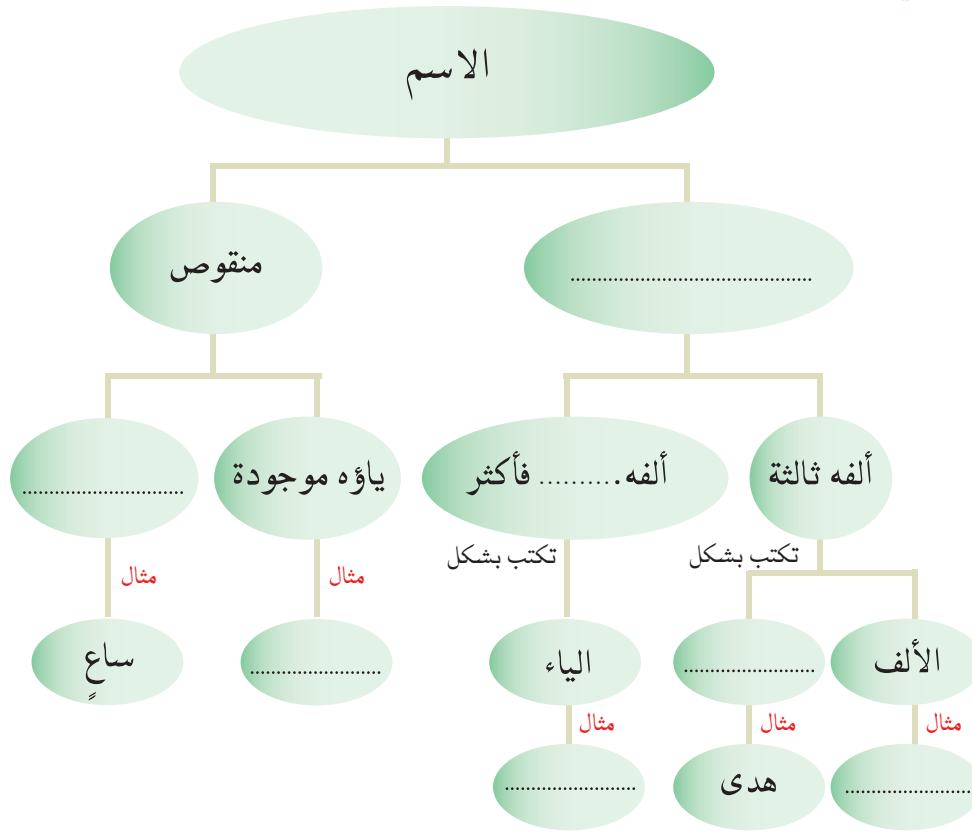 الاسم
........................................
منقوص
ألفه ثالثة
ألفه.......... فأكثر
ياؤه موجودة
...........................
تكتب بشكل
تكتب بشكل
مثال
مثال
الألف
......................
الياء
......................
ساعٍ
مثال
مثال
مثال
......................
هدى
......................